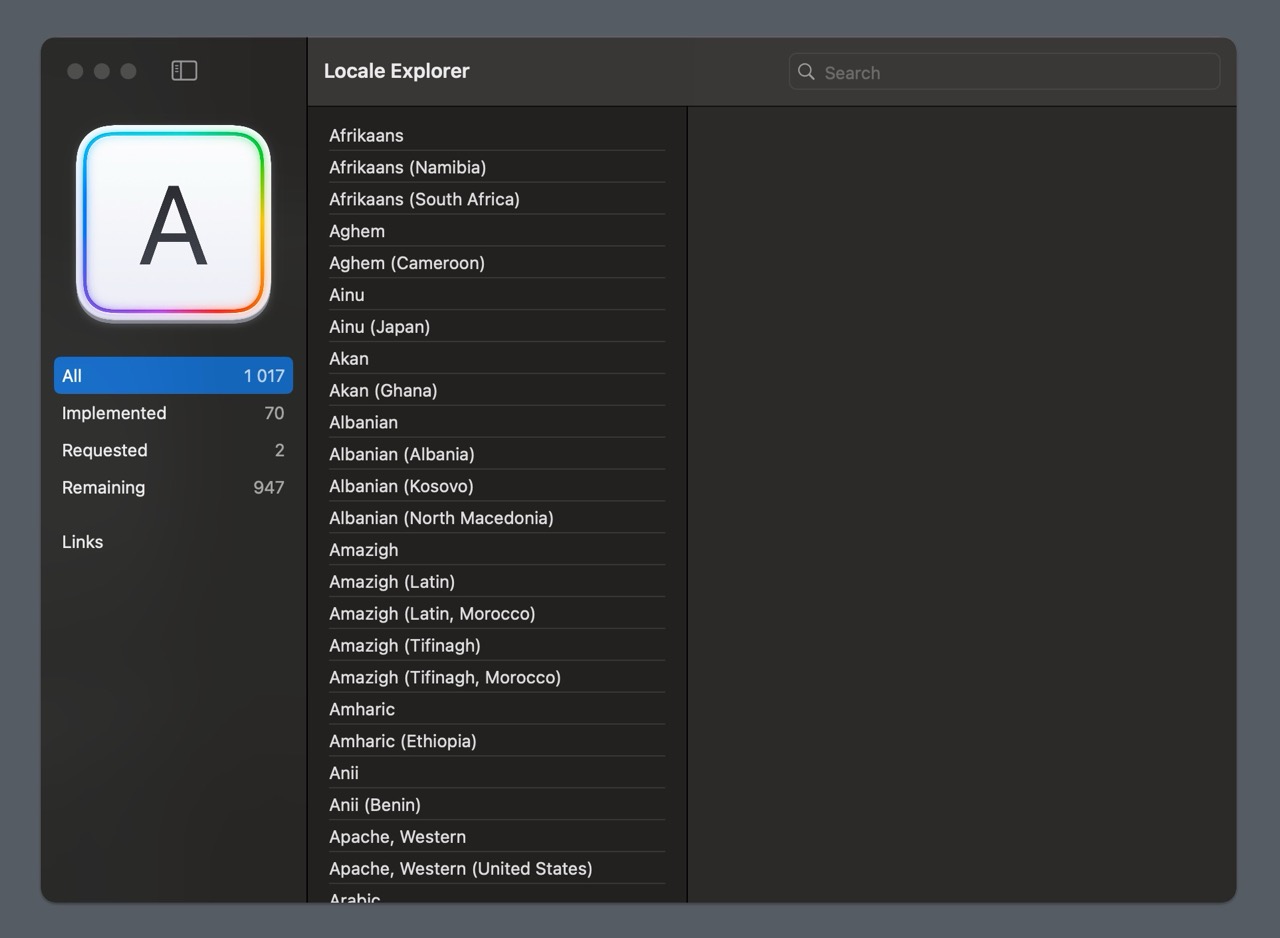 Locale Explorer
Search
A
All 1 017
Implemented 70
Requested 2
Remaining 947
Links
Afrikaans
Afrikaans (Namibia)
Afrikaans (South Africa)
Aghem
Aghem (Cameroon)
Ainu
Ainu (Japan)
Akan
Akan (Ghana)
Albanian
Albanian (Albania)
Albanian (Kosovo)
Albanian (North Macedonia)
Amazigh
Amazigh (Latin)
Amazigh (Latin, Morocco)
Amazigh (Tifinagh)
Amazigh (Tifinagh, Morocco)
Amharic
Amharic (Ethiopia)
Anii
Anii (Benin)
Apache, Western
Apache, Western (United States)
Arabic